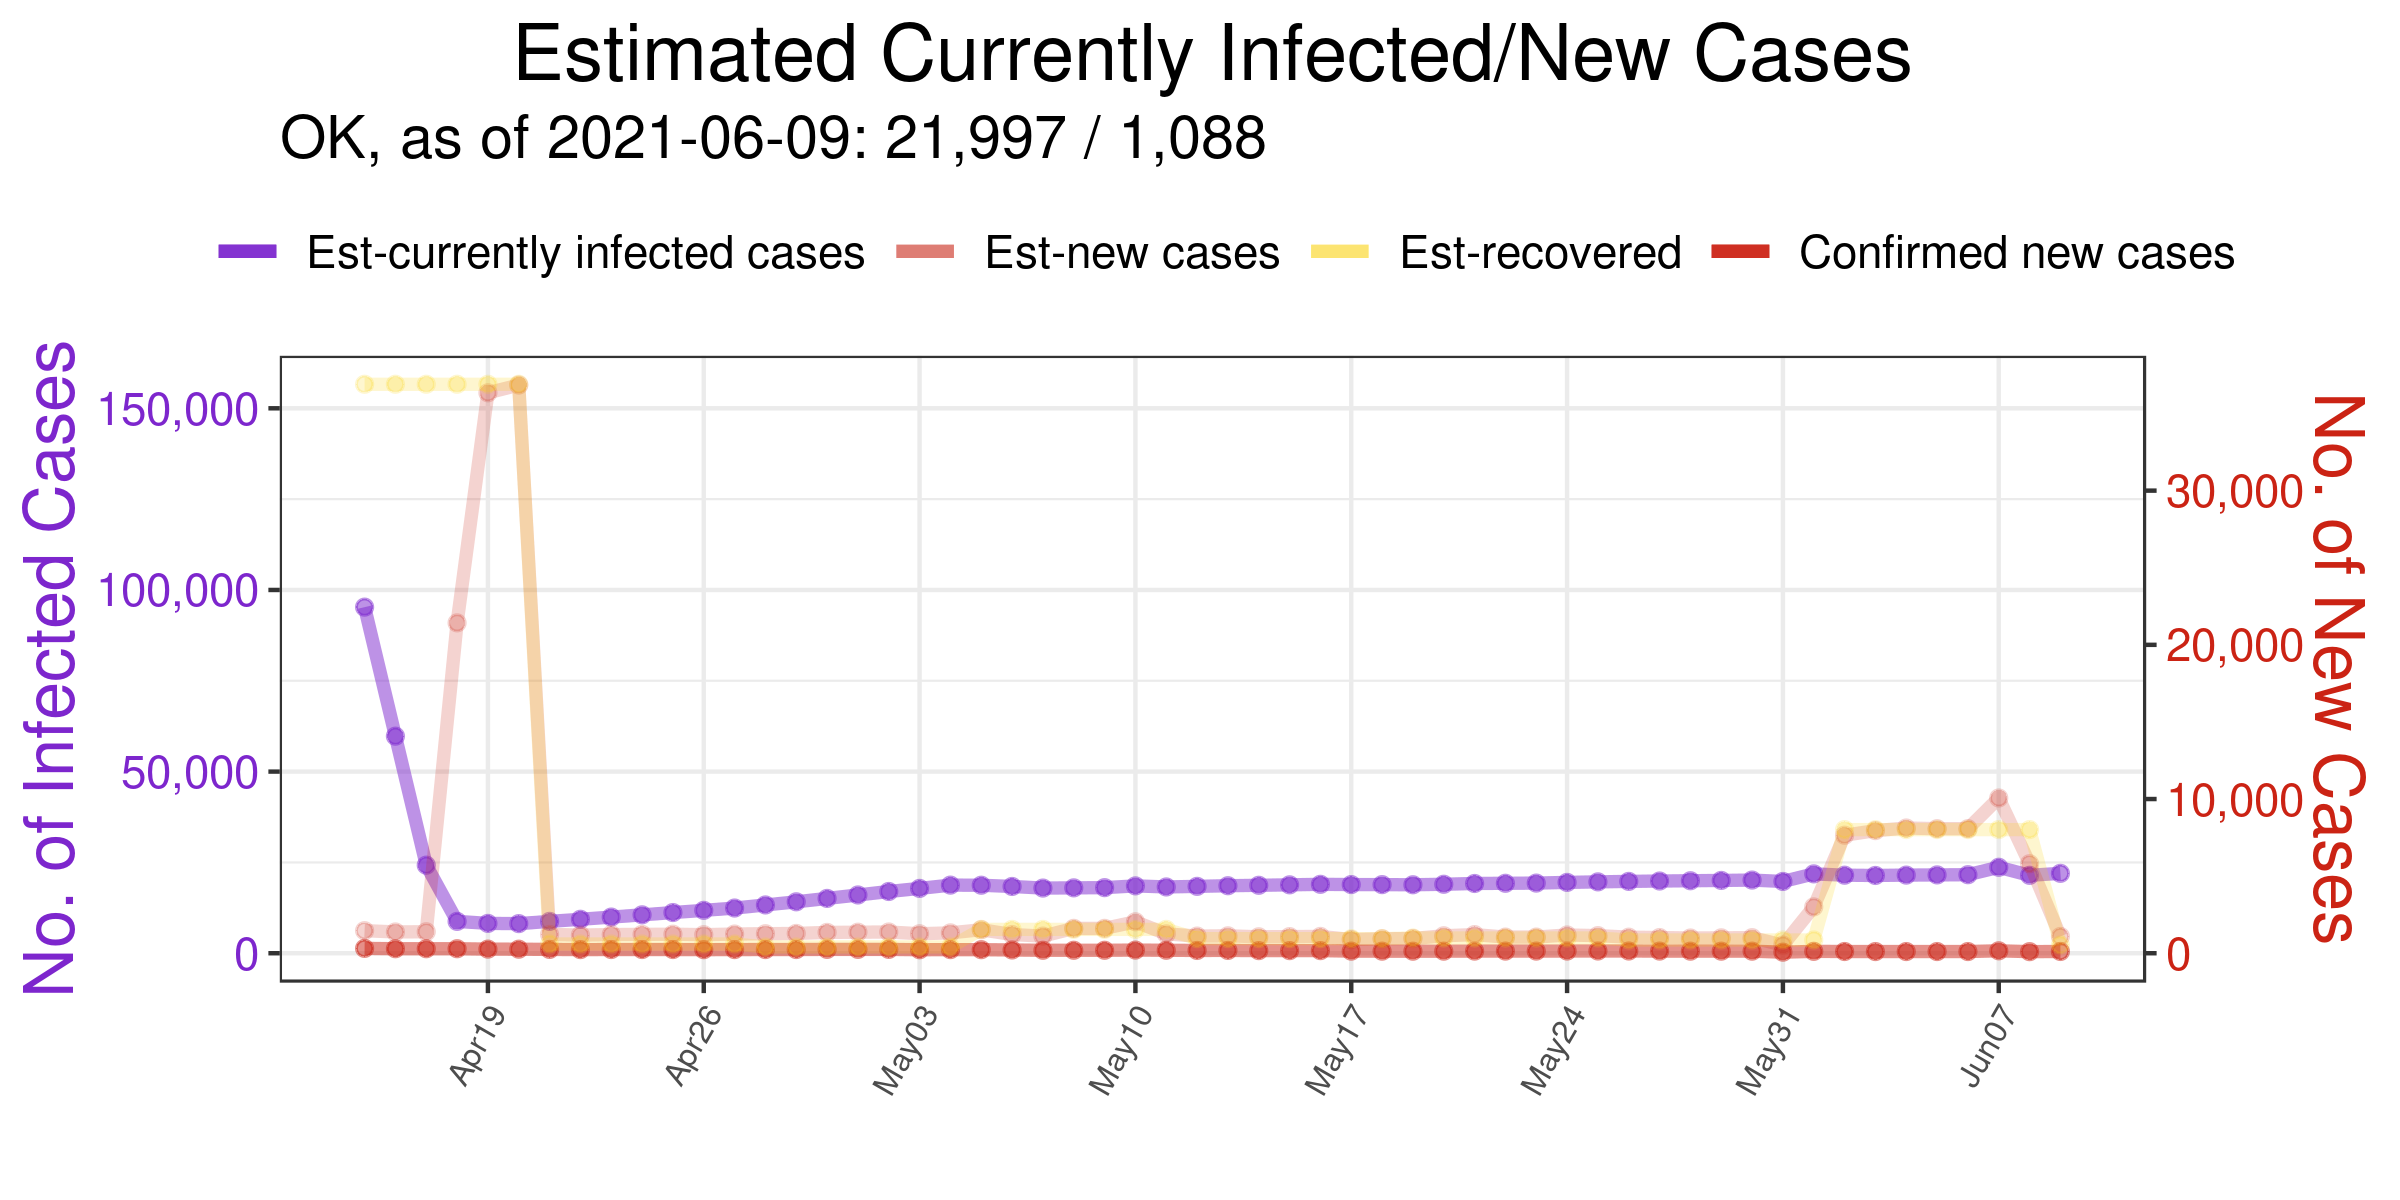 Estimated Currently Infected/New Cases
OK, as of 2021-06-09: 21,997 / 1,088
Est-currently infected cases Est-new cases Est-recovered Confirmed new cases
No. of Infected Cases
150,000
100,000
50,000
0
30,000
20,000
10,000
0
No. of New Cases
Apr19 Apr26 May03 May10 May17 May24 May31 Jun07